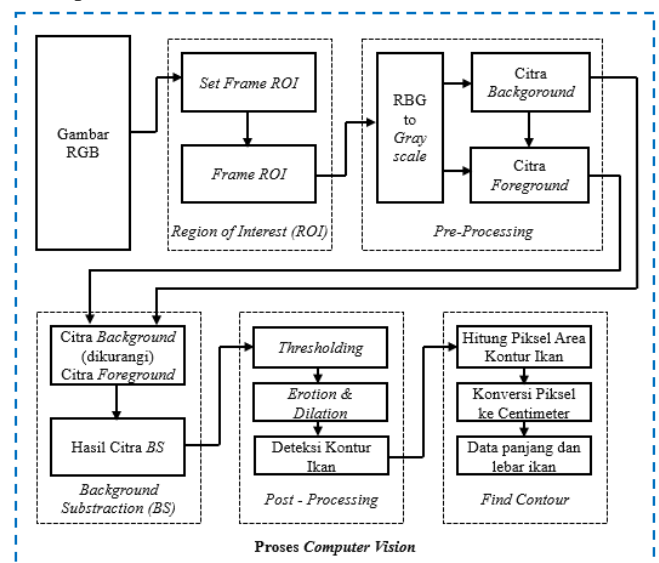 Gambar
RGB
Set Frame ROI
Frame ROI
Region of Interest (ROI)
RBG
to
Gray
scale
Citra
Backgoround
Citra
Foreground
Pre-Processing
Citra Background
(dikurangi)
Citra Foreground
Hasil Citra BS
Background
Substraction (BS)
Thresholding
Erotion &
Dilation
Deteksi Kontur
Ikan
Post - Processing
Hitung Piksel Area
Kontur Ikan
Konversi Piksel
ke Centimeter
Data panjang dan
lebar ikan
Find Contour
Proses Computer Vision